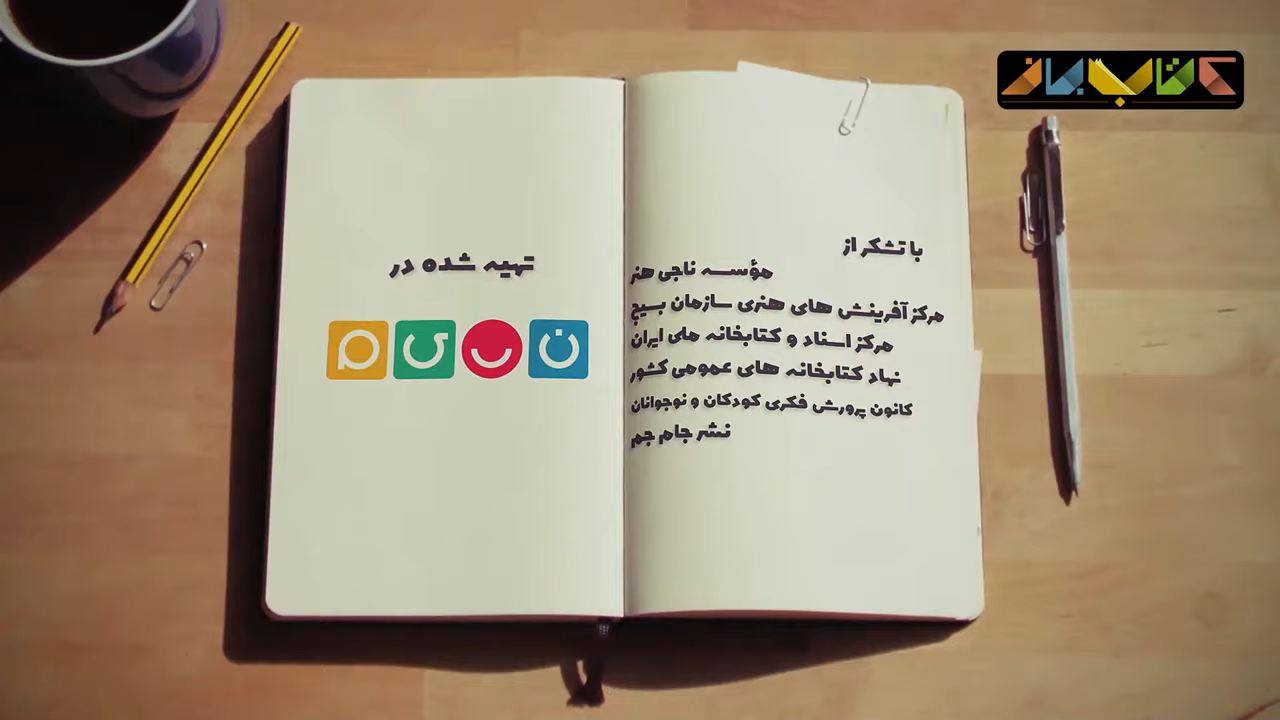 کتاب باز
با تشکر از
مؤسسه ناجی هنر
مرکز آفرینش های هنری سازمان بسیج
مرکز اسناد و کتابخانه ملی ایران
نهاد کتابخانه های عمومی کشور
کانون پرورش فکری کودکان و نوجوانان
نشر جام جم
تهیه شده در
نسیم